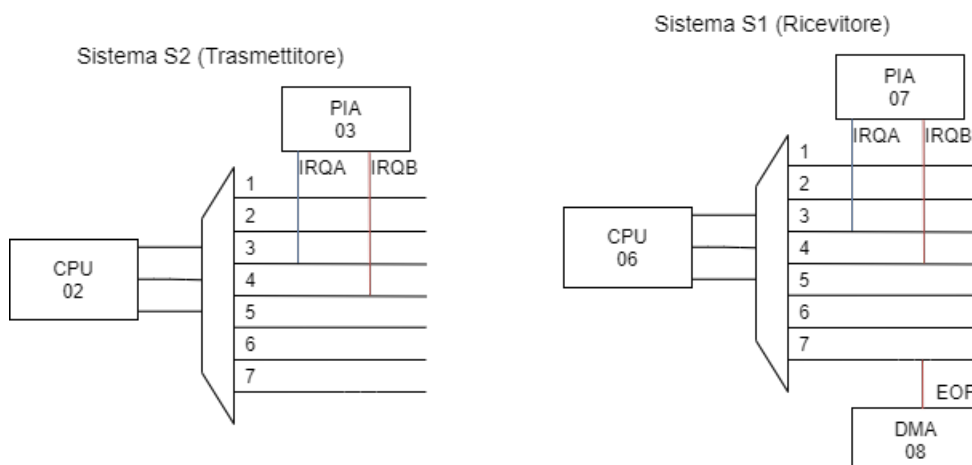 Sistema S2 (Trasmettitore)
PIA
03
IRQA
IRQB
1
2
3
4
5
6
7
CPU
02
Sistema S1 (Ricevitore)
PIA
07
IRQA
IRQB
1
2
3
4
5
6
7
CPU
06
EOP
DMA
08